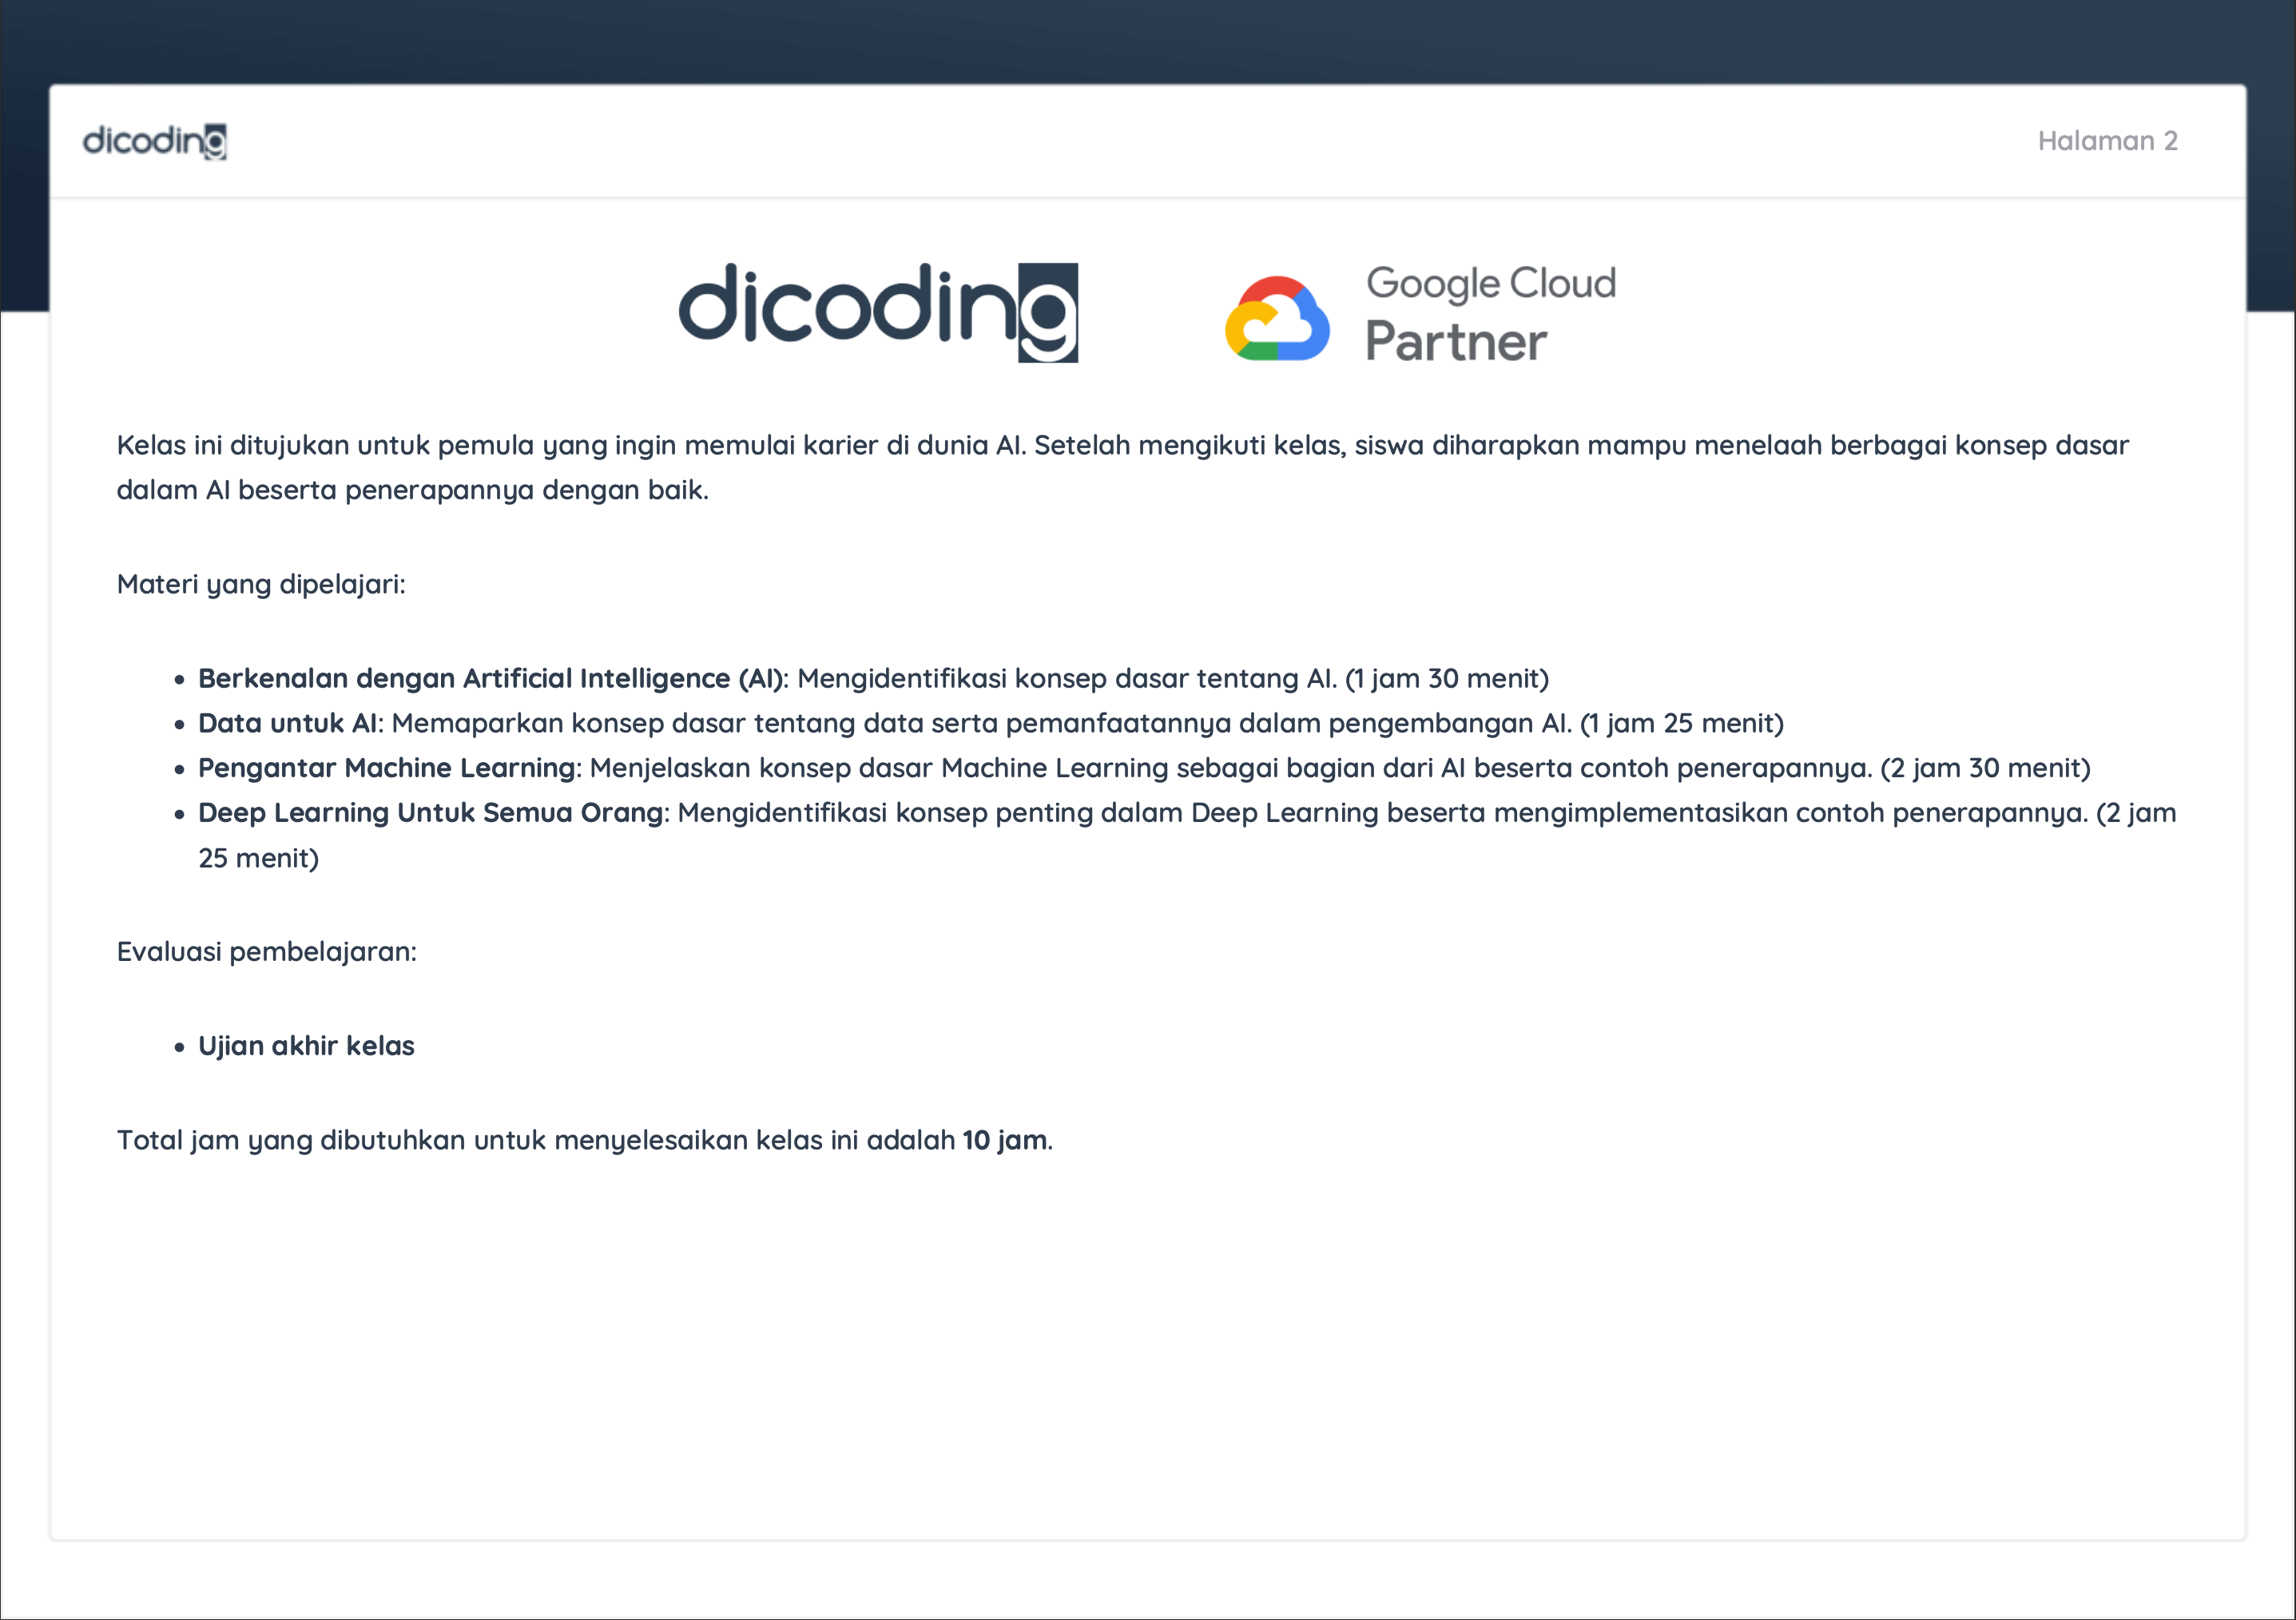 dicoding
Halaman 2
dicoding
Google Cloud
Partner
Kelas ini ditujukan untuk pemula yang ingin memulai karier di dunia AI. Setelah mengikuti kelas, siswa diharapkan mampu menelaah berbagai konsep dasar
dalam AI beserta penerapannya dengan baik.
Materi yang dipelajari:
• Berkenalan dengan Artificial Intelligence (AI): Mengidentifikasi konsep dasar tentang AI. (1 jam 30 menit)
• Data untuk AI: Memaparkan konsep dasar tentang data serta pemanfaatannya dalam pengembangan AI. (1 jam 25 menit)
• Pengantar Machine Learning: Menjelaskan konsep dasar Machine Learning sebagai bagian dari AI beserta contoh penerapannya. (2 jam 30 menit)
• Deep Learning Untuk Semua Orang: Mengidentifikasi konsep penting dalam Deep Learning beserta mengimplementasikan contoh penerapannya. (2 jam
25 menit)
Evaluasi pembelajaran:
• Ujian akhir kelas
Total jam yang dibutuhkan untuk menyelesaikan kelas ini adalah 10 jam.